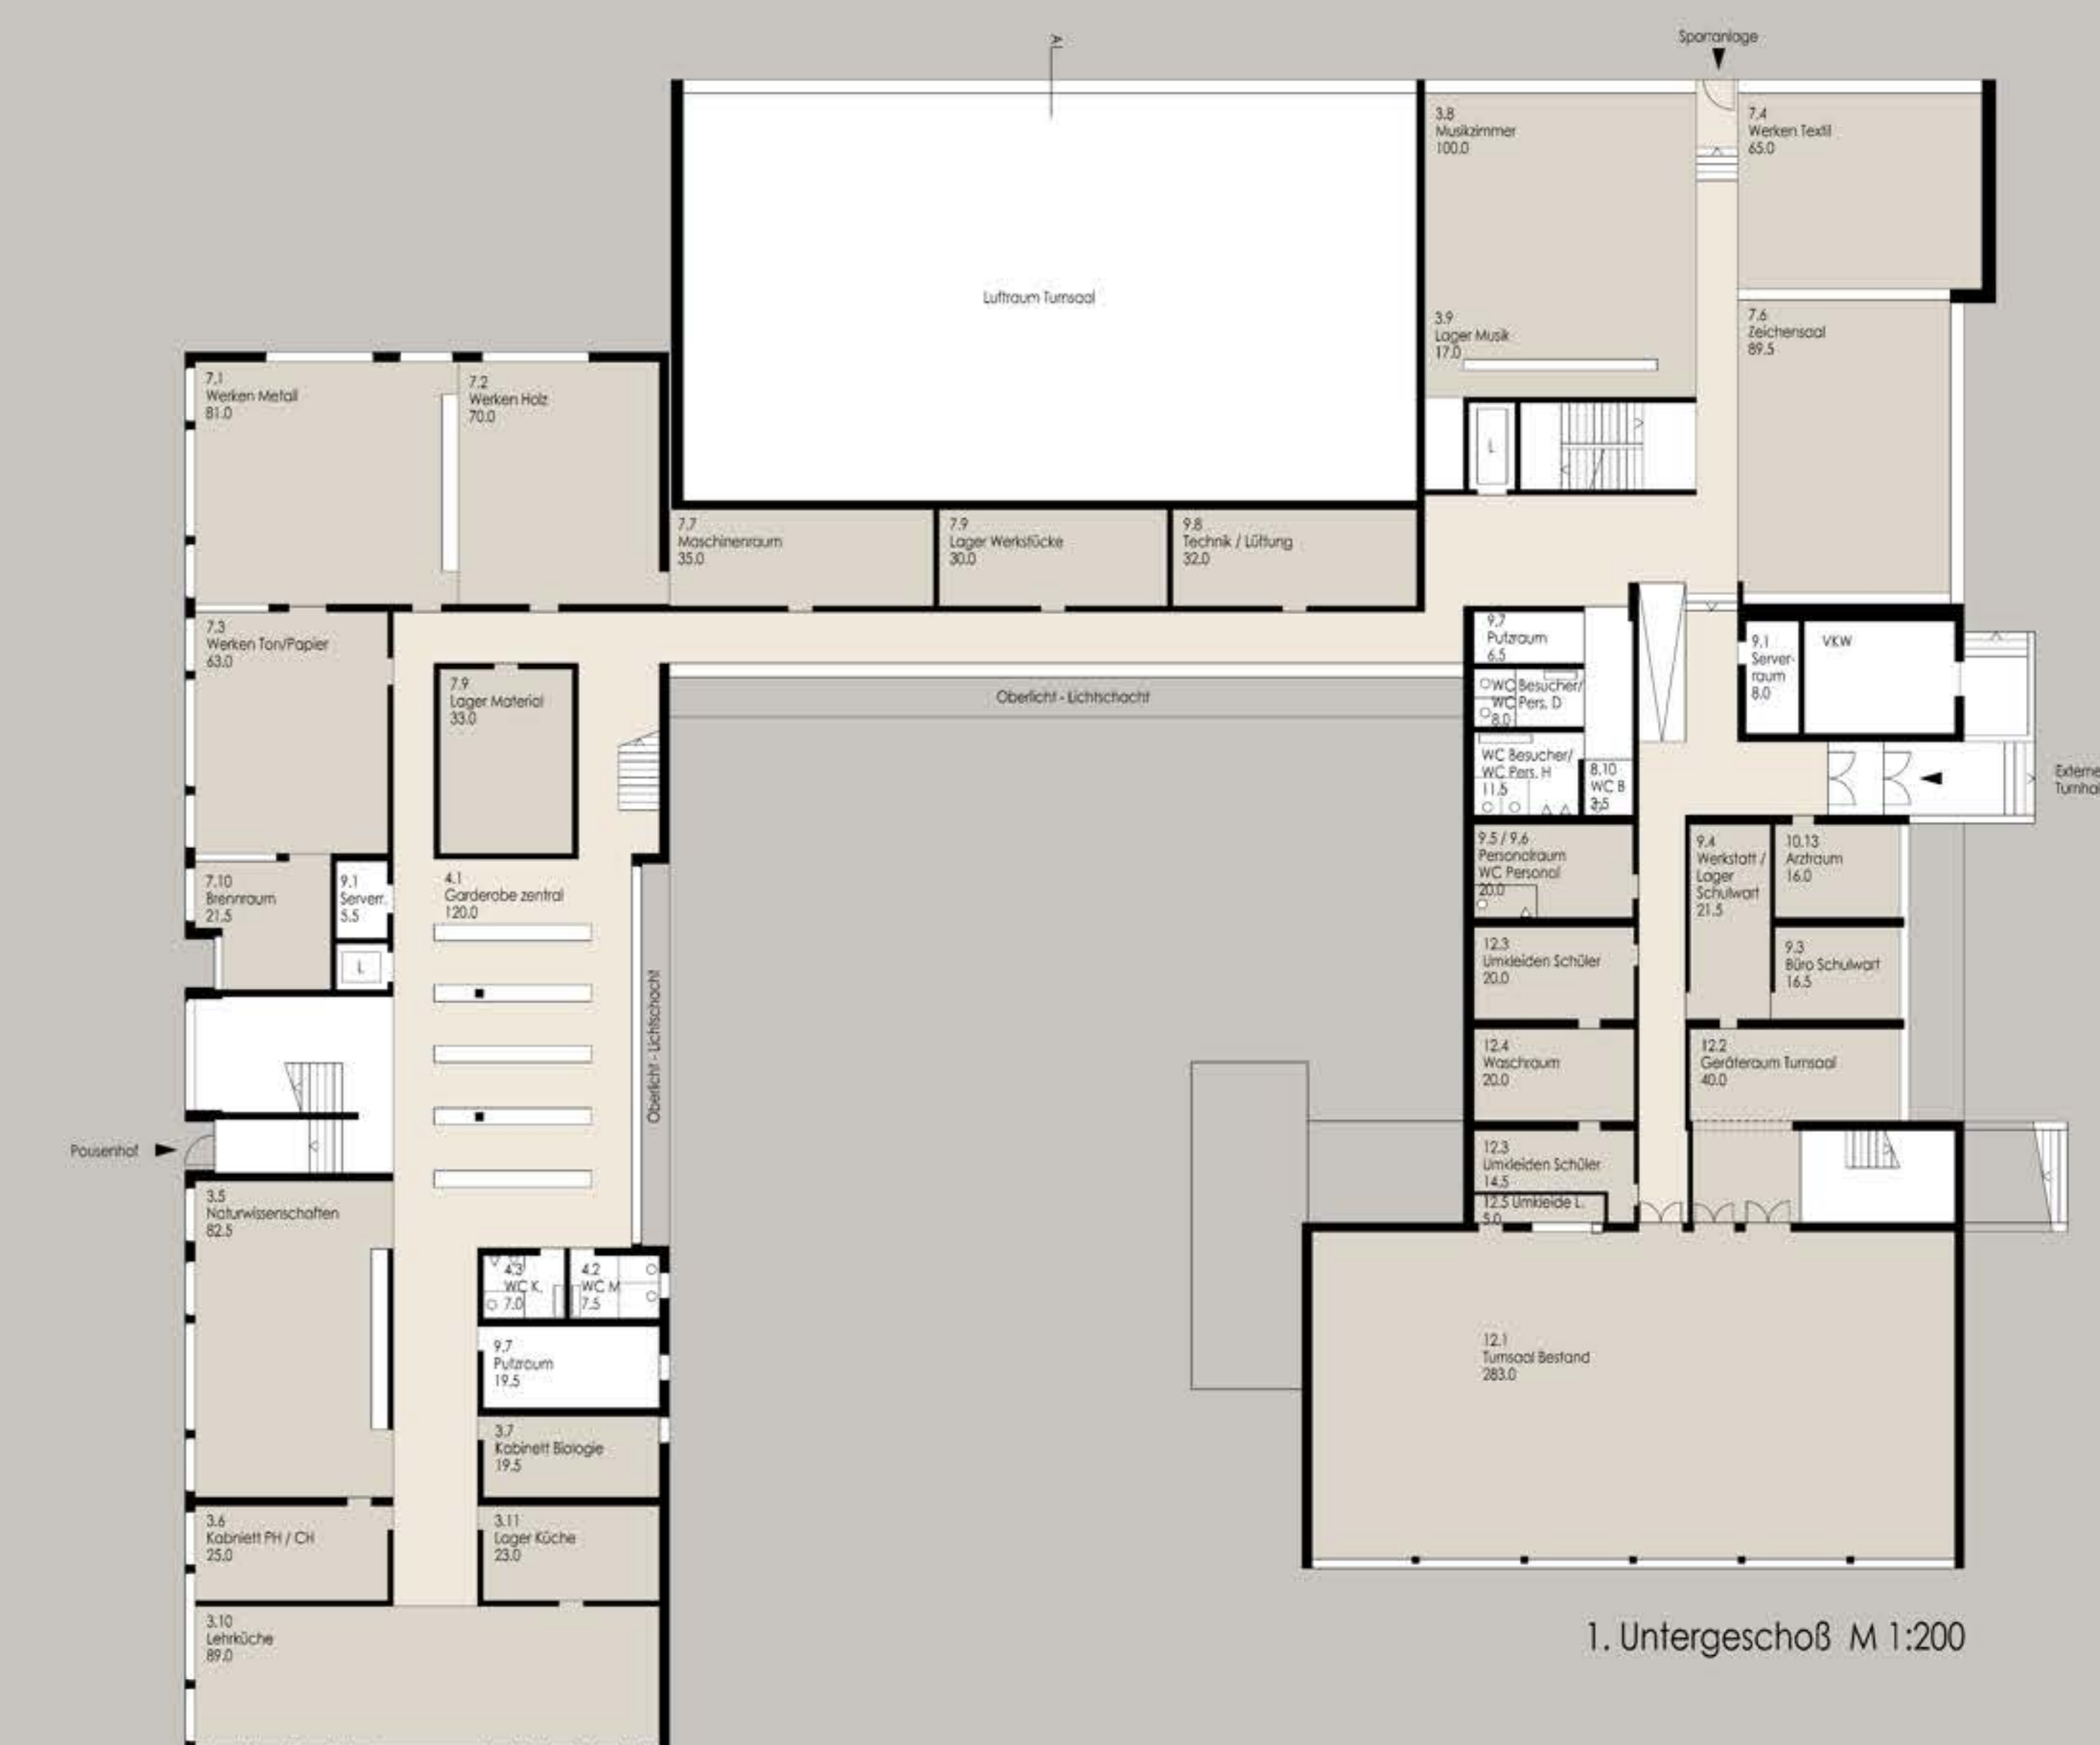 A
Sportanlage
3.8
Musikzimmer
100.0
7.4
Werken Textil
65.0
Luftraum Turnsaal
3.9
Lager Musik
17.0
7.6
Zeichensaal
89.5
7.1
Werken Metall
81.0
7.2
Werken Holz
70.0
L
7.7
Maschinenraum
35.0
7.9
Lager Werkstücke
30.0
9.8
Technik / Lüftung
32.0
7.3
Werken Ton/Papier
63.0
9.7
Putzraum
6.5
9.1
Server-
raum
8.0
VKW
7.9
Lager Material
33.0
Oberlicht - Lichtschacht
WC Besucher/
WC Pers. D
8.0
WC Besucher/
WC Pers. H
11.5
8.10
WC B
3.5
Externe
Turnha
9.5 / 9.6
Personalraum
WC Personal
20.0
9.4
Werkstatt /
Lager
Schulwart
21.5
10.13
Arztraum
16.0
7.10
Brennraum
21.5
9.1
Serverr.
5.5
4.1
Garderobe zentral
120.0
L
Oberlicht - Lichtschacht
12.3
Umkleiden Schüler
20.0
9.3
Büro Schulwart
16.5
12.4
Waschraum
20.0
12.2
Geräteraum Turnsaal
40.0
Pausenhof
12.3
Umkleiden Schüler
14.5
12.5 Umkleide L.
5.0
3.5
Naturwissenschaften
82.5
4.3
WC K.
7.0
4.2
WC M
7.5
9.7
Putzraum
19.5
12.1
Turnsaal Bestand
283.0
3.7
Kabinett Biologie
19.5
3.6
Kabniett PH / CH
25.0
3.11
Lager Küche
23.0
3.10
Lehrküche
89.0
1. Untergeschoß M 1:200